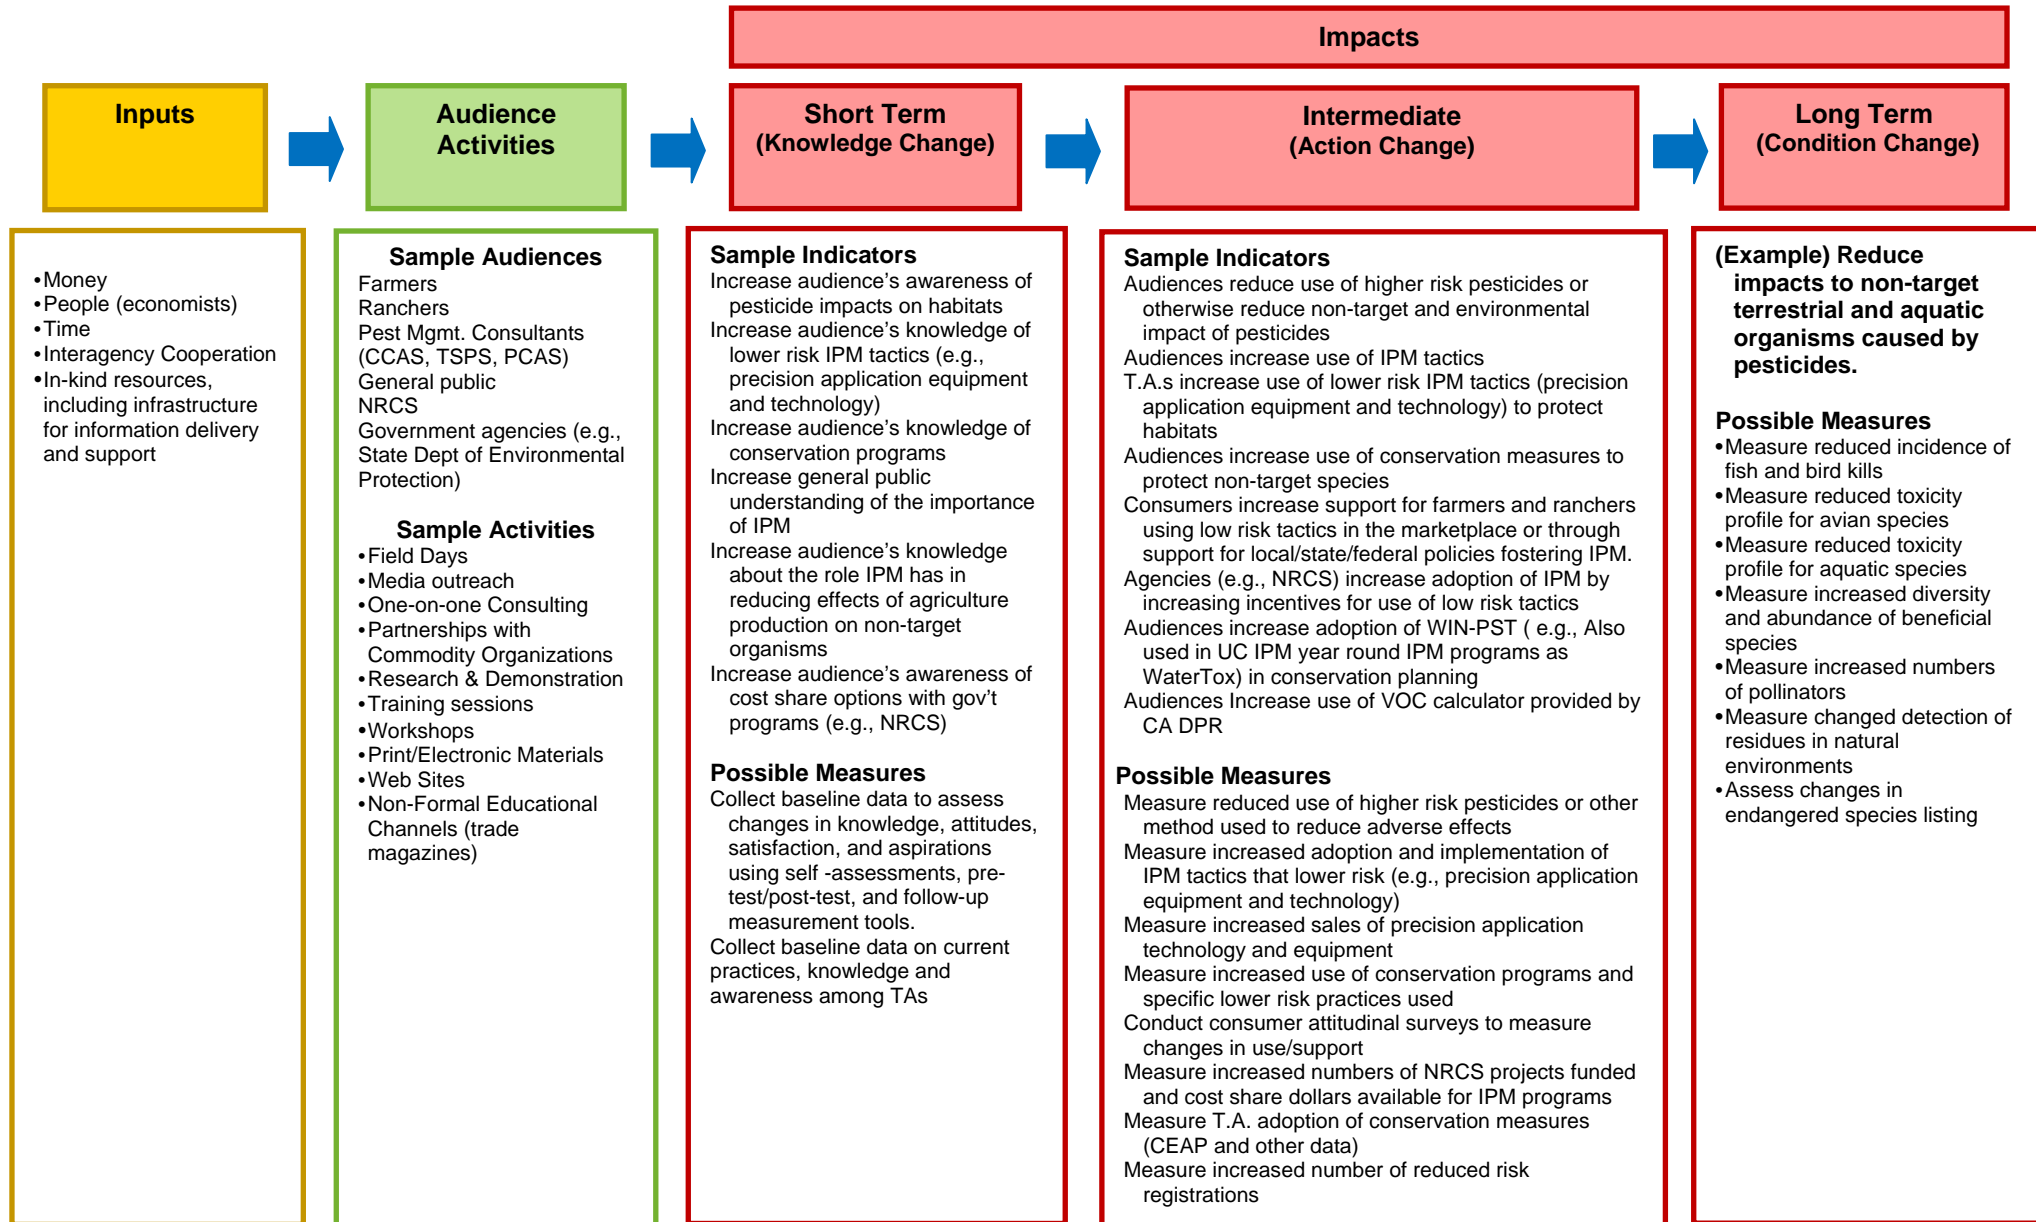 Impacts
Inputs
Audience
Activities
Short Term
(Knowledge Change)
Intermediate
(Action Change)
Long Term
(Condition Change)
•Money
•People (economists)
•Time
•Interagency Cooperation
•In-kind resources,
including infrastructure
for information delivery
and support
Sample Audiences
Farmers
Ranchers
Pest Mgmt. Consultants
(CCAS, TSPS, PCAS)
General public
NRCS
Government agencies (e.g.,
State Dept of Environmental
Protection)
Sample Activities
•Field Days
•Media outreach
•One-on-one Consulting
•Partnerships with
Commodity Organizations
•Research & Demonstration
•Training sessions
•Workshops
•Print/Electronic Materials
•Web Sites
•Non-Formal Educational
Channels (trade
magazines)
Sample Indicators
Increase audience's awareness of
pesticide impacts on habitats
Increase audience's knowledge of
lower risk IPM tactics (e.g.,
precision application equipment
and technology)
Increase audience's knowledge of
conservation programs
Increase general public
understanding of the importance
of IPM
Increase audience's knowledge
about the role IPM has in
reducing effects of agriculture
production on non-target
organisms
Increase audience's awareness of
cost share options with gov't
programs (e.g., NRCS)
Possible Measures
Collect baseline data to assess
changes in knowledge, attitudes,
satisfaction, and aspirations
using self -assessments, pre-
test/post-test, and follow-up
measurement tools.
Collect baseline data on current
practices, knowledge and
awareness among TAs
Sample Indicators
Audiences reduce use of higher risk pesticides or
otherwise reduce non-target and environmental
impact of pesticides
Audiences increase use of IPM tactics
T.A.s increase use of lower risk IPM tactics (precision
application equipment and technology) to protect
habitats
Audiences increase use of conservation measures to
protect non-target species
Consumers increase support for farmers and ranchers
using low risk tactics in the marketplace or through
support for local/state/federal policies fostering IPM.
Agencies (e.g., NRCS) increase adoption of IPM by
increasing incentives for use of low risk tactics
Audiences increase adoption of WIN-PST ( e.g., Also
used in UC IPM year round IPM programs as
WaterTox) in conservation planning
Audiences Increase use of VOC calculator provided by
CA DPR
Possible Measures
Measure reduced use of higher risk pesticides or other
method used to reduce adverse effects
Measure increased adoption and implementation of
IPM tactics that lower risk (e.g., precision application
equipment and technology)
Measure increased sales of precision application
technology and equipment
Measure increased use of conservation programs and
specific lower risk practices used
Conduct consumer attitudinal surveys to measure
changes in use/support
Measure increased numbers of NRCS projects funded
and cost share dollars available for IPM programs
Measure T.A. adoption of conservation measures
(CEAP and other data)
Measure increased number of reduced risk
registrations
(Example) Reduce
impacts to non-target
terrestrial and aquatic
organisms caused by
pesticides.
Possible Measures
•Measure reduced incidence of
fish and bird kills
•Measure reduced toxicity
profile for avian species
•Measure reduced toxicity
profile for aquatic species
•Measure increased diversity
and abundance of beneficial
species
•Measure increased numbers
of pollinators
•Measure changed detection of
residues in natural
environments
•Assess changes in
endangered species listing